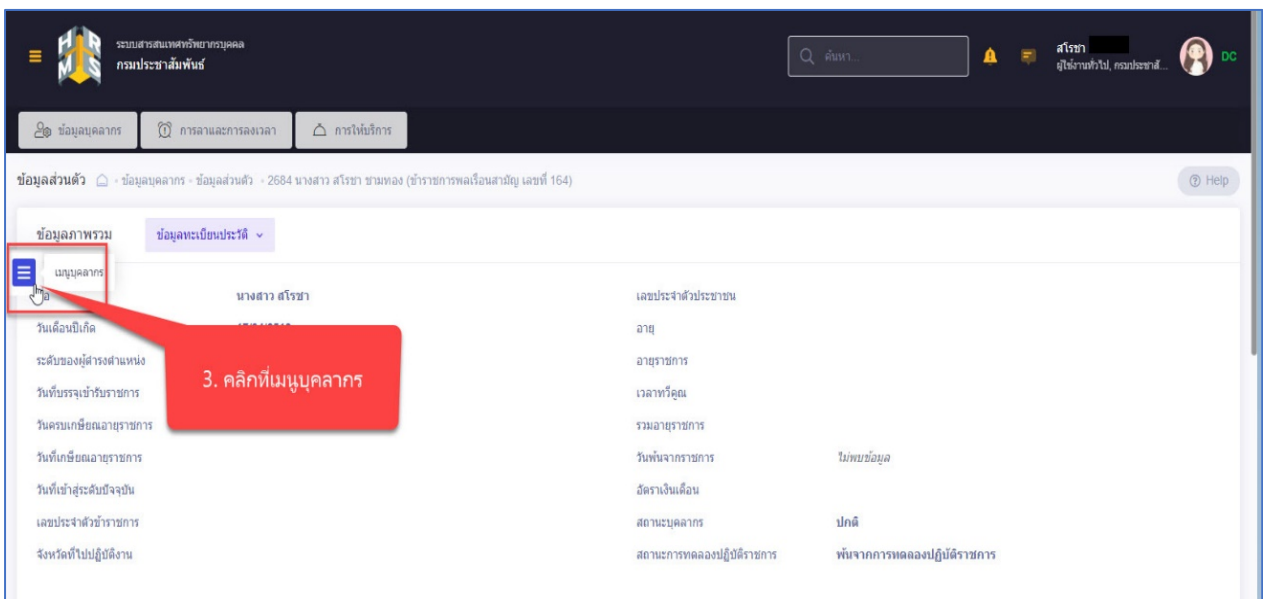 HR
MS
ระบบสารสนเทศทรัพยากรบุคคล
กรมประชาสัมพันธ์
ค้นหา...
สโรชา
ผู้ใช้งานทั่วไป, กรมประชาสั...
DC
ข้อมูลบุคลากร
การลาและการลงเวลา
การให้บริการ
ข้อมูลส่วนตัว - ข้อมูลบุคลากร - ข้อมูลส่วนตัว - 2684 นางสาว สโรชา ชามทอง (ข้าราชการพลเรือนสามัญ เลขที่ 164)
Help
ข้อมูลภาพรวม
ข้อมูลทะเบียนประวัติ
เมนูบุคลากร
นางสาว สโรชา
เลขประจำตัวประชาชน
วันเดือนปีเกิด
อายุ
ระดับของผู้ดำรงตำแหน่ง
อายุราชการ
3. คลิกที่เมนูบุคลากร
วันที่บรรจุเข้ารับราชการ
เวลาทวีคูณ
วันครบเกษียณอายุราชการ
รวมอายุราชการ
วันที่เกษียณอายุราชการ
วันพ้นจากราชการ
ไม่พบข้อมูล
วันที่เข้าสู่ระดับปัจจุบัน
อัตราเงินเดือน
เลขประจำตัวข้าราชการ
สถานะบุคลากร
ปกติ
จังหวัดที่ไปปฏิบัติงาน
สถานะการทดลองปฏิบัติราชการ
พ้นจากการทดลองปฏิบัติราชการ